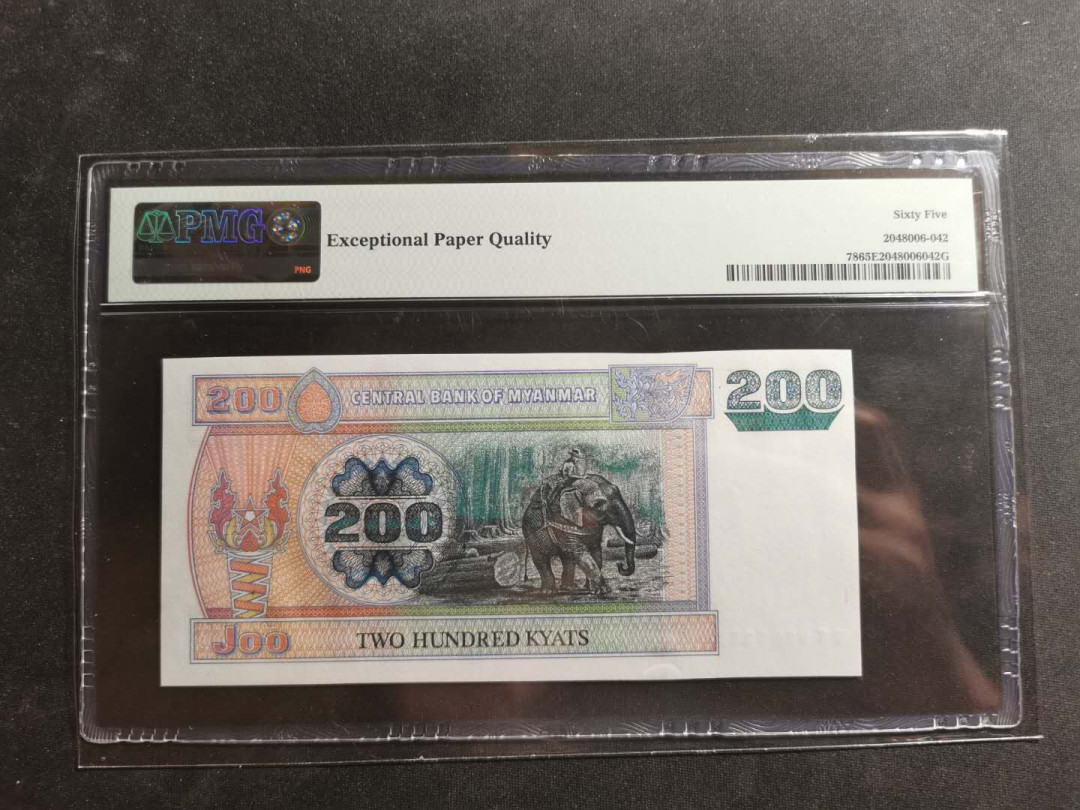 PMG
PNG
Exceptional Paper Quality
Sixty Five
2048006-042
7865E2048006042G
200
CENTRAL BANK OF MYANMAR
200
200
၂၀၀
TWO HUNDRED KYATS